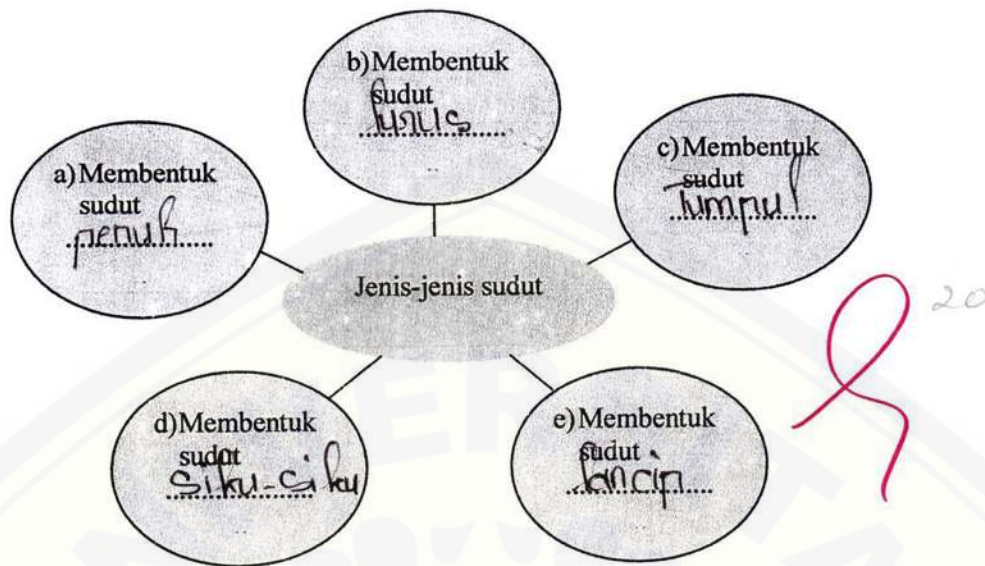 b) Membentuk
sudut
lurus
a) Membentuk
sudut
penuh
c) Membentuk
sudut
Tumpul
Jenis-jenis sudut
20
d) Membentuk
sudut
siku-siku
e) Membentuk
sudut
lancip